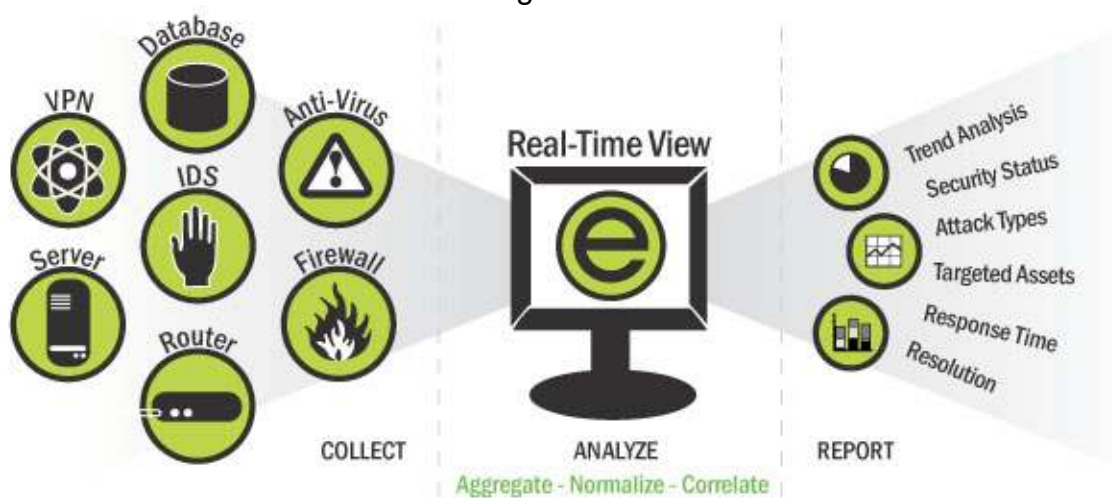 Database
VPN
Anti-Virus
IDS
Server
Firewall
Router
COLLECT
Real-Time View
e
ANALYZE
Aggregate - Normalize - Correlate
Trend Analysis
Security Status
Attack Types
Targeted Assets
Response Time
Resolution
REPORT